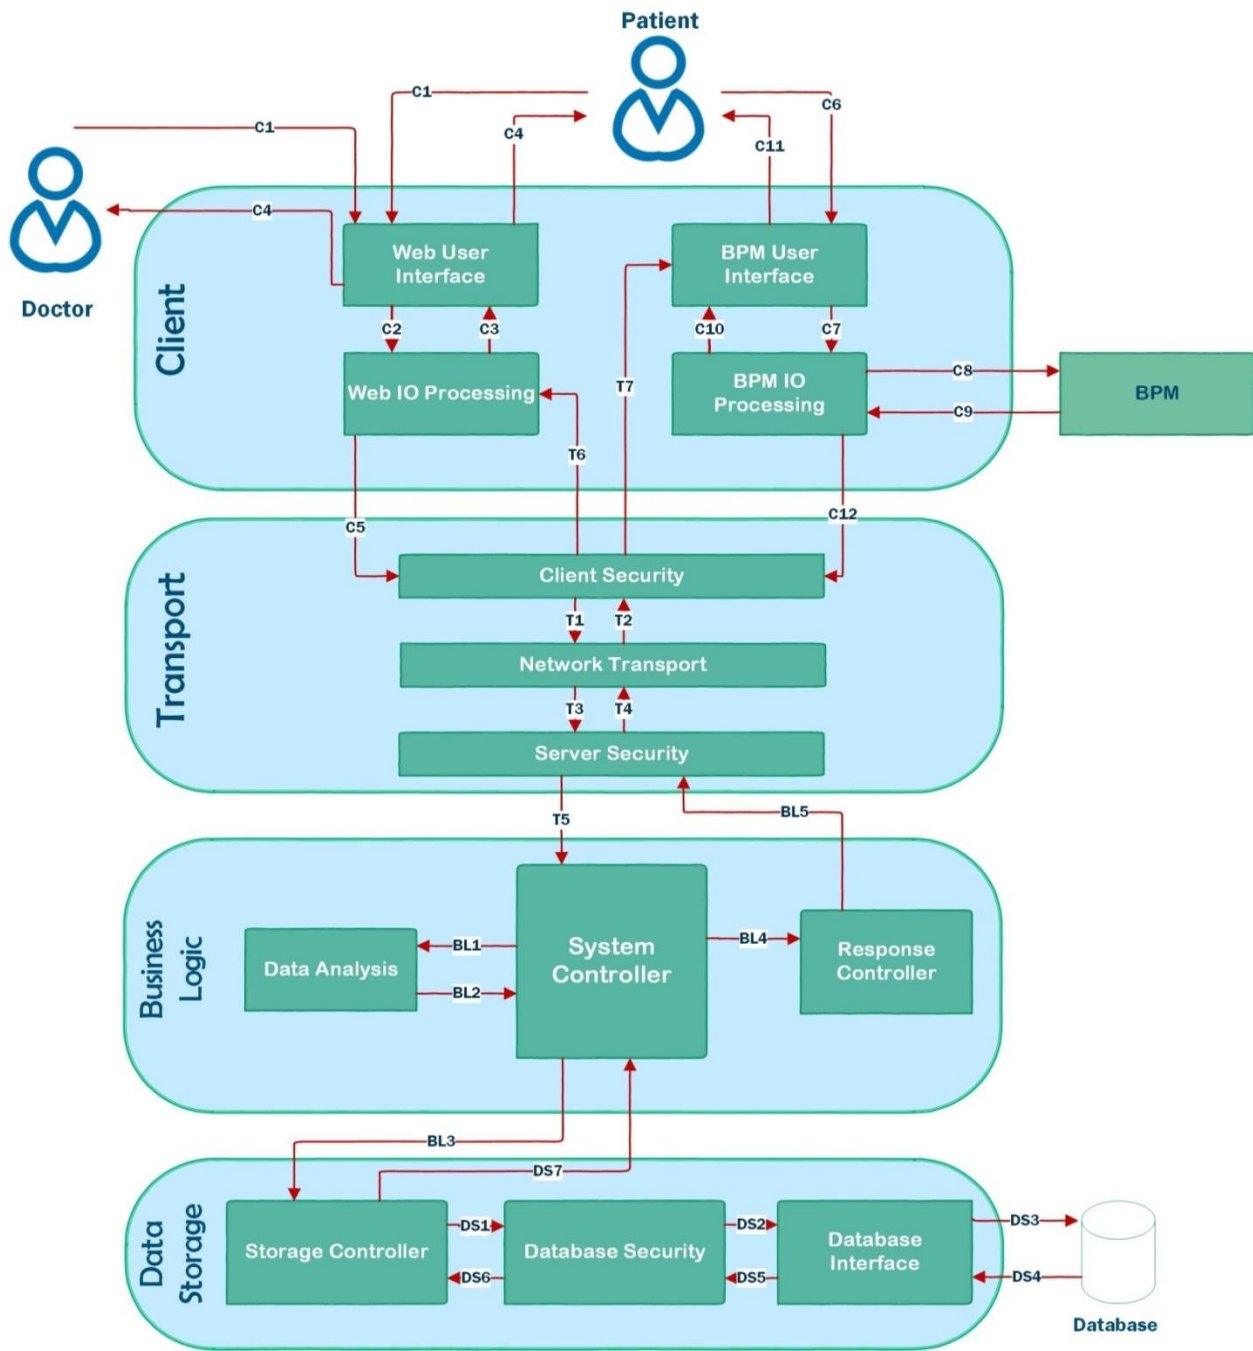 Patient
C1
C6
C1
C4
C11
C4
Doctor
Client
Web User
Interface
BPM User
Interface
C2
C3
C10
C7
T7
Web IO Processing
BPM IO
Processing
C8
C9
BPM
T6
C5
C12
Transport
Client Security
T1
T2
Network Transport
T3
T4
Server Security
T5
BL5
Business
Logic
Data Analysis
BL1
BL2
System
Controller
BL4
Response
Controller
BL3
DS7
Data
Storage
Storage Controller
DS1
DS6
Database Security
DS2
DS5
Database
Interface
DS3
DS4
Database